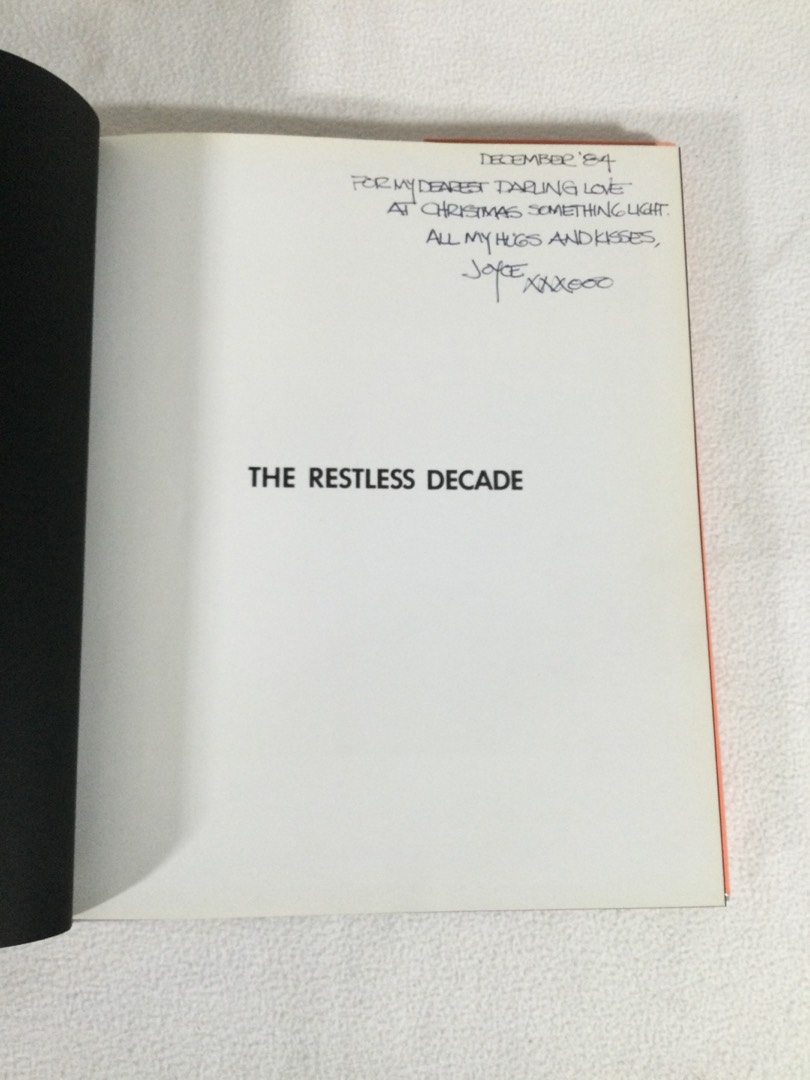 DECEMBER '84
FOR MY DEAREST DARLING LOVE
AT CHRISTMAS SOMETHING LIGHT.
ALL MY HUGS AND KISSES,
JOYCE XXXOOO
THE RESTLESS DECADE